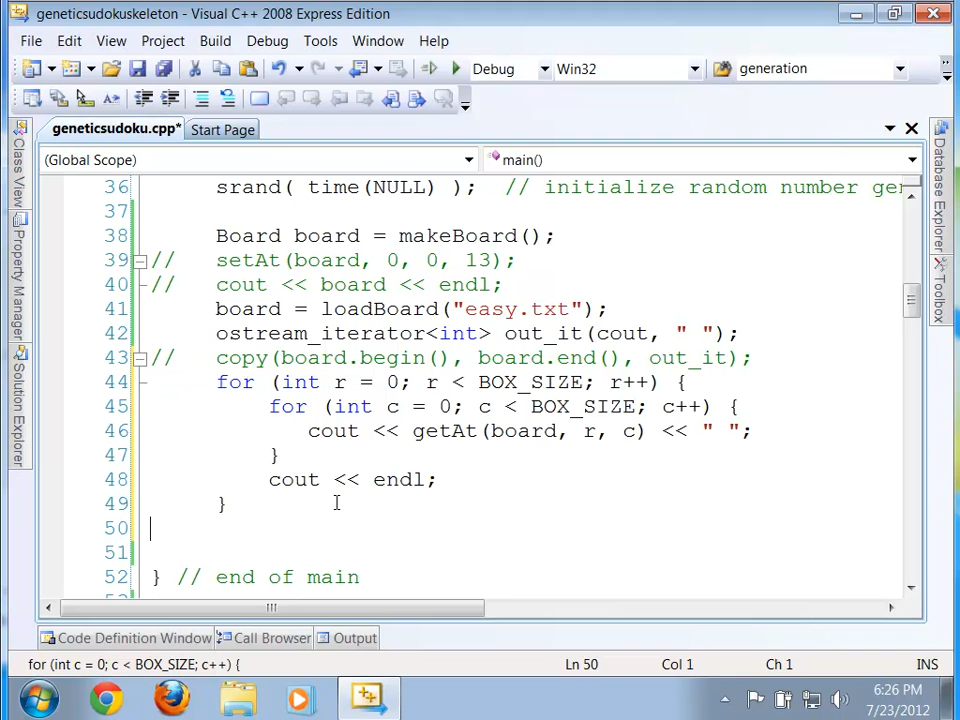 geneticsudokuskeleton - Visual C++ 2008 Express Edition
File Edit View Project Build Debug Tools Window Help
Debug Win32 generation
geneticsudoku.cpp* Start Page
(Global Scope) main()
36 srand( time(NULL) ); // initialize random number gen
37
38 Board board = makeBoard();
39 // setAt(board, 0, 0, 13);
40 // cout << board << endl;
41 board = loadBoard("easy.txt");
42 ostream_iterator<int> out_it(cout, " ");
43 // copy(board.begin(), board.end(), out_it);
44 for (int r = 0; r < BOX_SIZE; r++) {
45 for (int c = 0; c < BOX_SIZE; c++) {
46 cout << getAt(board, r, c) << " ";
47 }
48 cout << endl;
49 }
50
51
52 } // end of main
Class View
Property Manager
Solution Explorer
Database Explorer
Toolbox
Code Definition Window Call Browser Output
for (int c = 0; c < BOX_SIZE; c++) { Ln 50 Col 1 Ch 1 INS
6:26 PM
7/23/2012